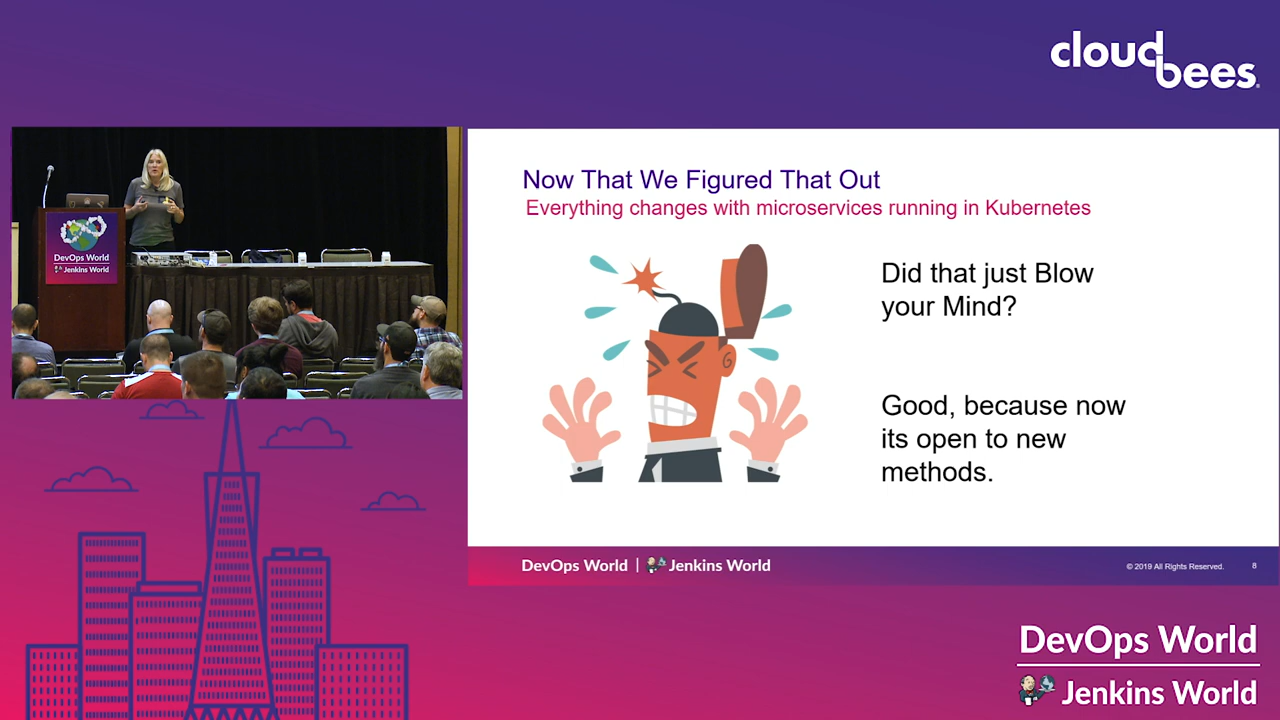 cloudbees.
DevOps World
Jenkins World
Now That We Figured That Out
Everything changes with microservices running in Kubernetes
Did that just Blow
your Mind?
Good, because now
its open to new
methods.
DevOps World | Jenkins World
© 2019 All Rights Reserved.
8
DevOps World
Jenkins World